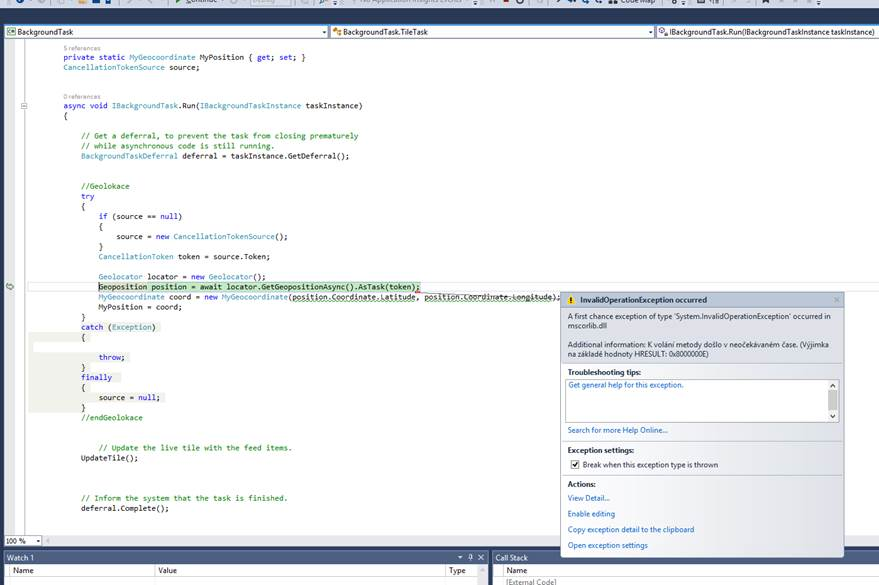 Continue
Debug
No Application Insights Events
Code Map
BackgroundTask
BackgroundTask.TileTask
IBackgroundTask.Run(IBackgroundTaskInstance taskInstance)
5 references
private static MyGeocoordinate MyPosition { get; set; }
CancellationTokenSource source;
0 references
async void IBackgroundTask.Run(IBackgroundTaskInstance taskInstance)
{
// Get a deferral, to prevent the task from closing prematurely
// while asynchronous code is still running.
BackgroundTaskDeferral deferral = taskInstance.GetDeferral();
//Geolokace
try
{
if (source == null)
{
source = new CancellationTokenSource();
}
CancellationToken token = source.Token;
Geolocator locator = new Geolocator();
Geoposition position = await locator.GetGeopositionAsync().AsTask(token);
MyGeocoordinate coord = new MyGeocoordinate(position.Coordinate.Latitude, position.Coordinate.Longitude);
MyPosition = coord;
}
catch (Exception)
{
throw;
}
finally
{
source = null;
}
//endGeolokace
// Update the live tile with the feed items.
UpdateTile();
// Inform the system that the task is finished.
deferral.Complete();
InvalidOperationException occurred
A first chance exception of type 'System.InvalidOperationException' occurred in
mscorlib.dll
Additional information: K volání metody došlo v neočekávaném čase. (Výjimka
na základě hodnoty HRESULT: 0x8000000E)
Troubleshooting tips:
Get general help for this exception.
Search for more Help Online...
Exception settings:
Break when this exception type is thrown
Actions:
View Detail...
Enable editing
Copy exception detail to the clipboard
Open exception settings
100 %
Watch 1
Name Value Type
Call Stack
Name
[External Code]